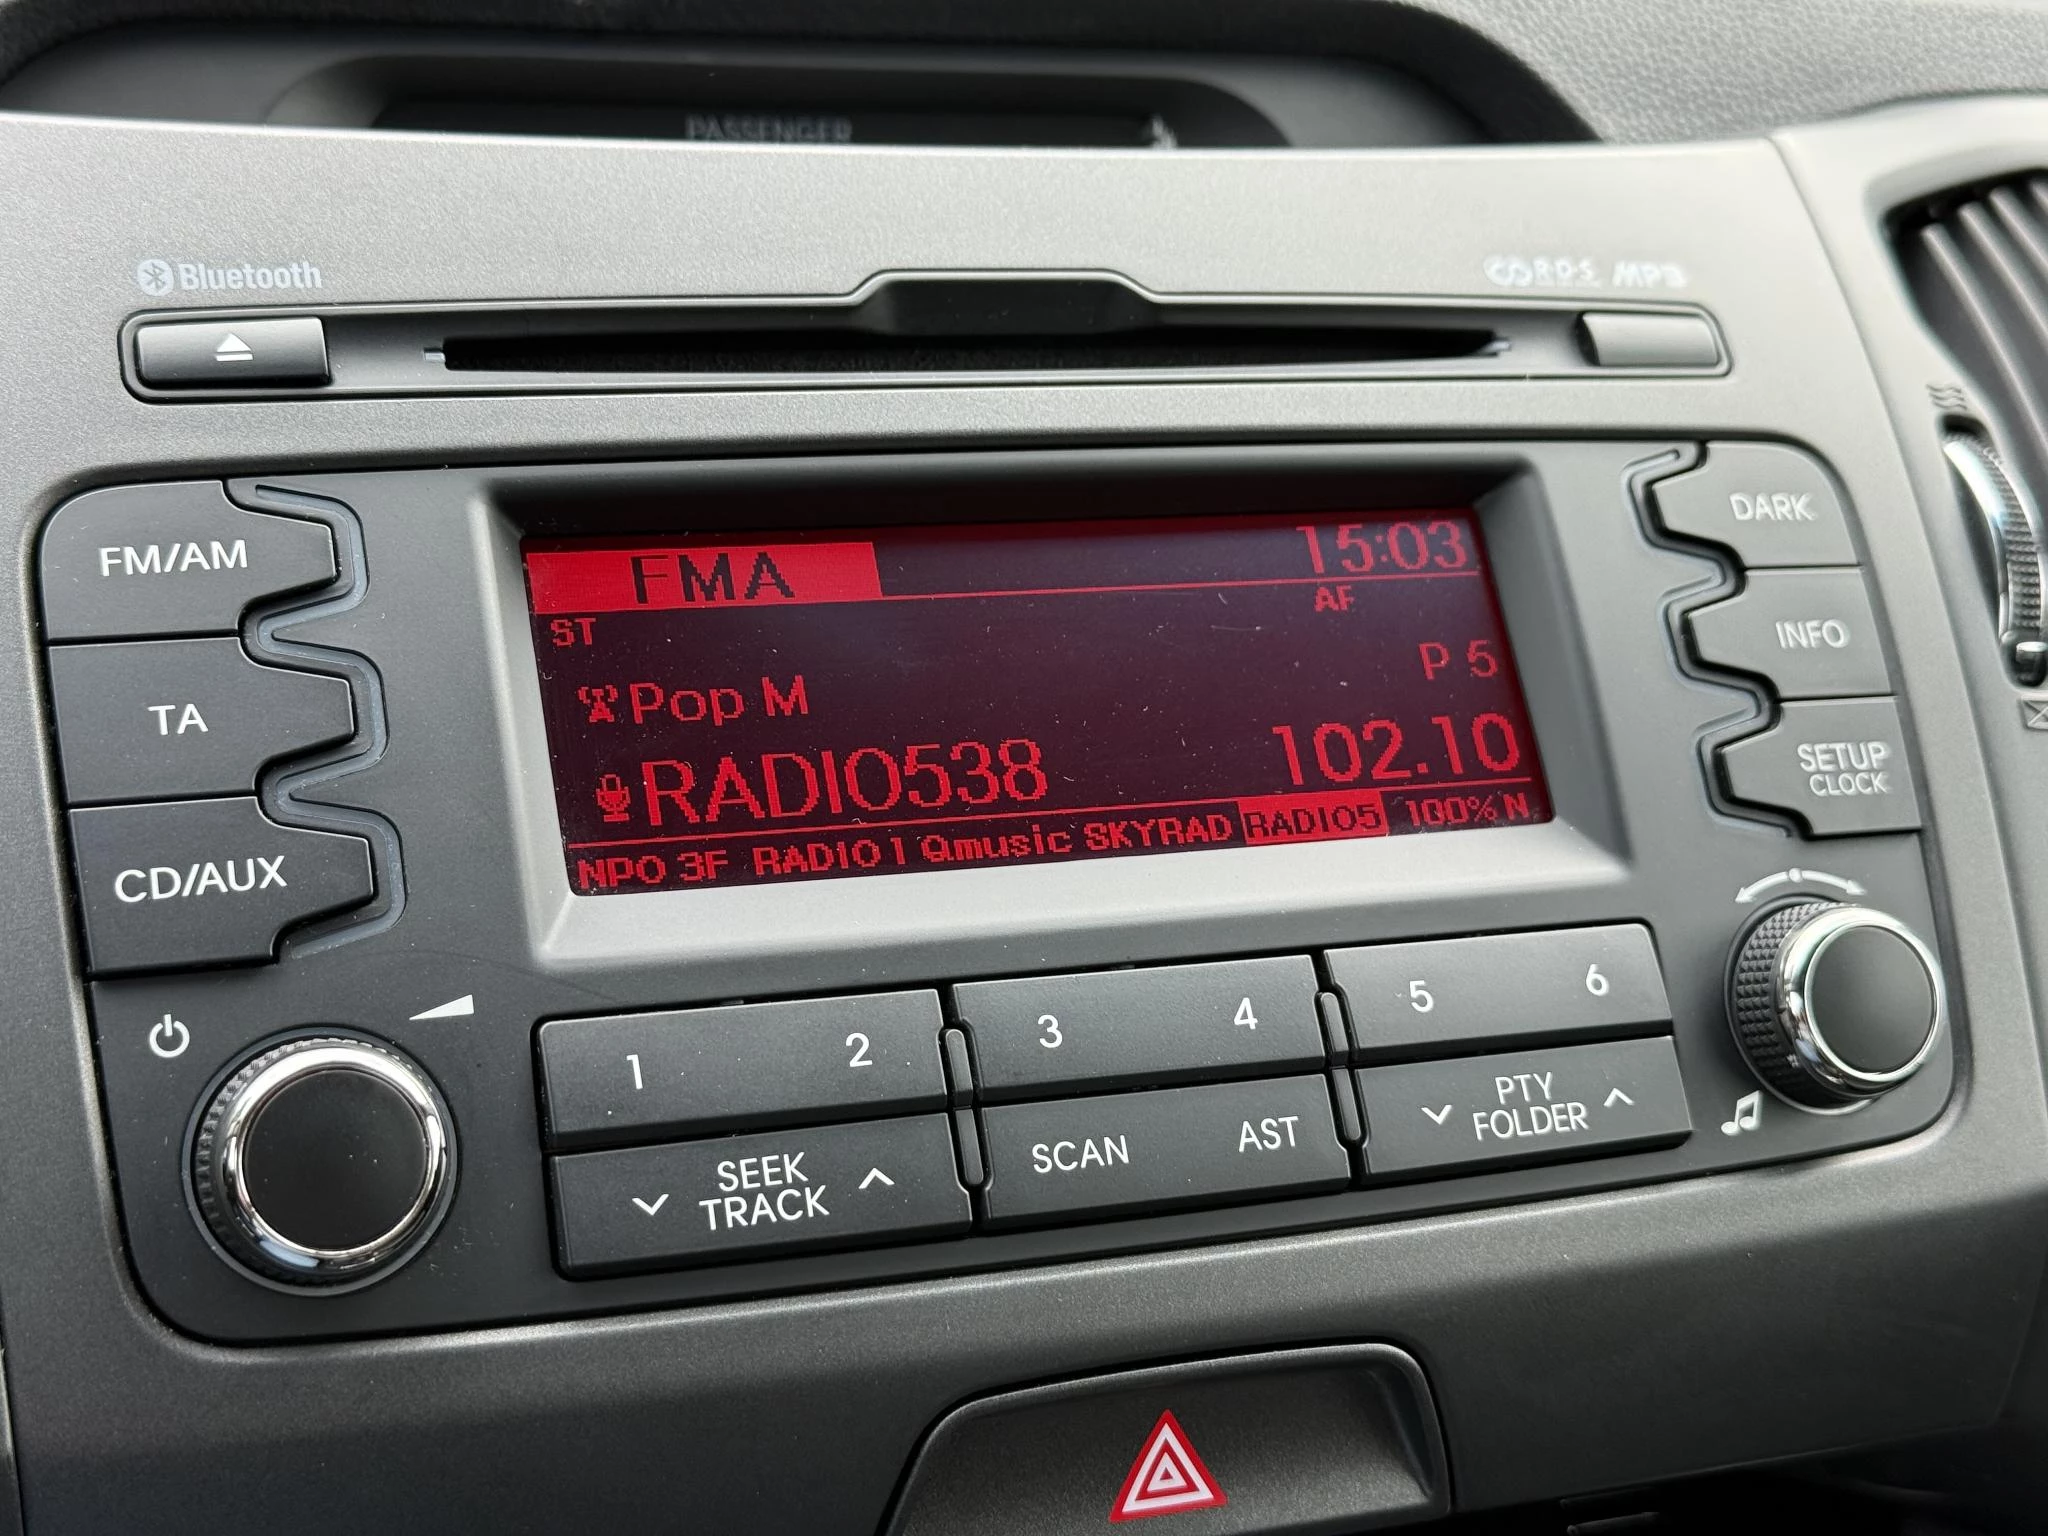 PASSENGER
Bluetooth
R·D·S MP3
FM/AM
TA
CD/AUX
FMA 15:03
ST AF
Pop M P 5
RADIO538 102.10
NPO 3F RADIO 1 Qmusic SKYRAD RADIO5 100% N
DARK
INFO
SETUP
CLOCK
1 2 3 4 5 6
SEEK
TRACK
SCAN AST
PTY
FOLDER